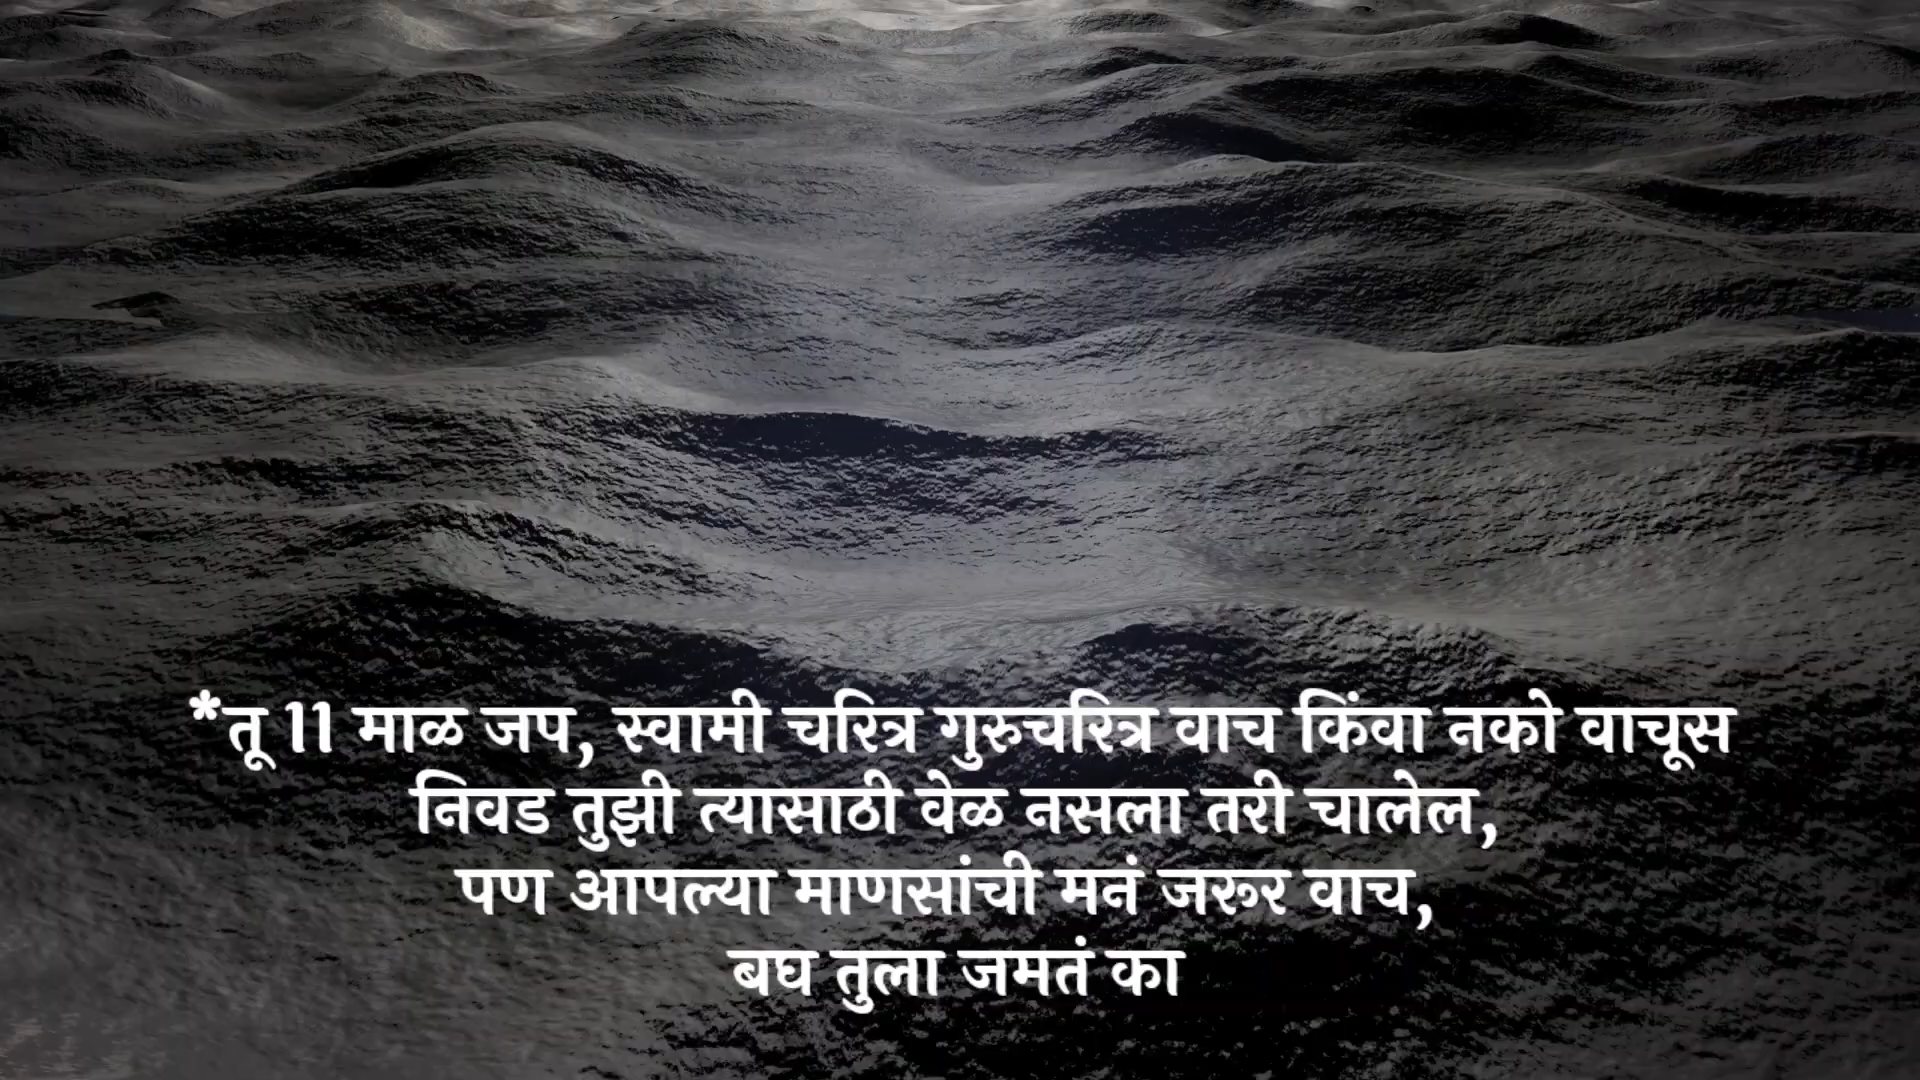 *तू 11 माळ जप, स्वामी चरित्र गुरुचरित्र वाच किंवा नको वाचूस
निवड तुझी त्यासाठी वेळ नसला तरी चालेल,
पण आपल्या माणसांची मनं जरूर वाच,
बघ तुला जमतं का